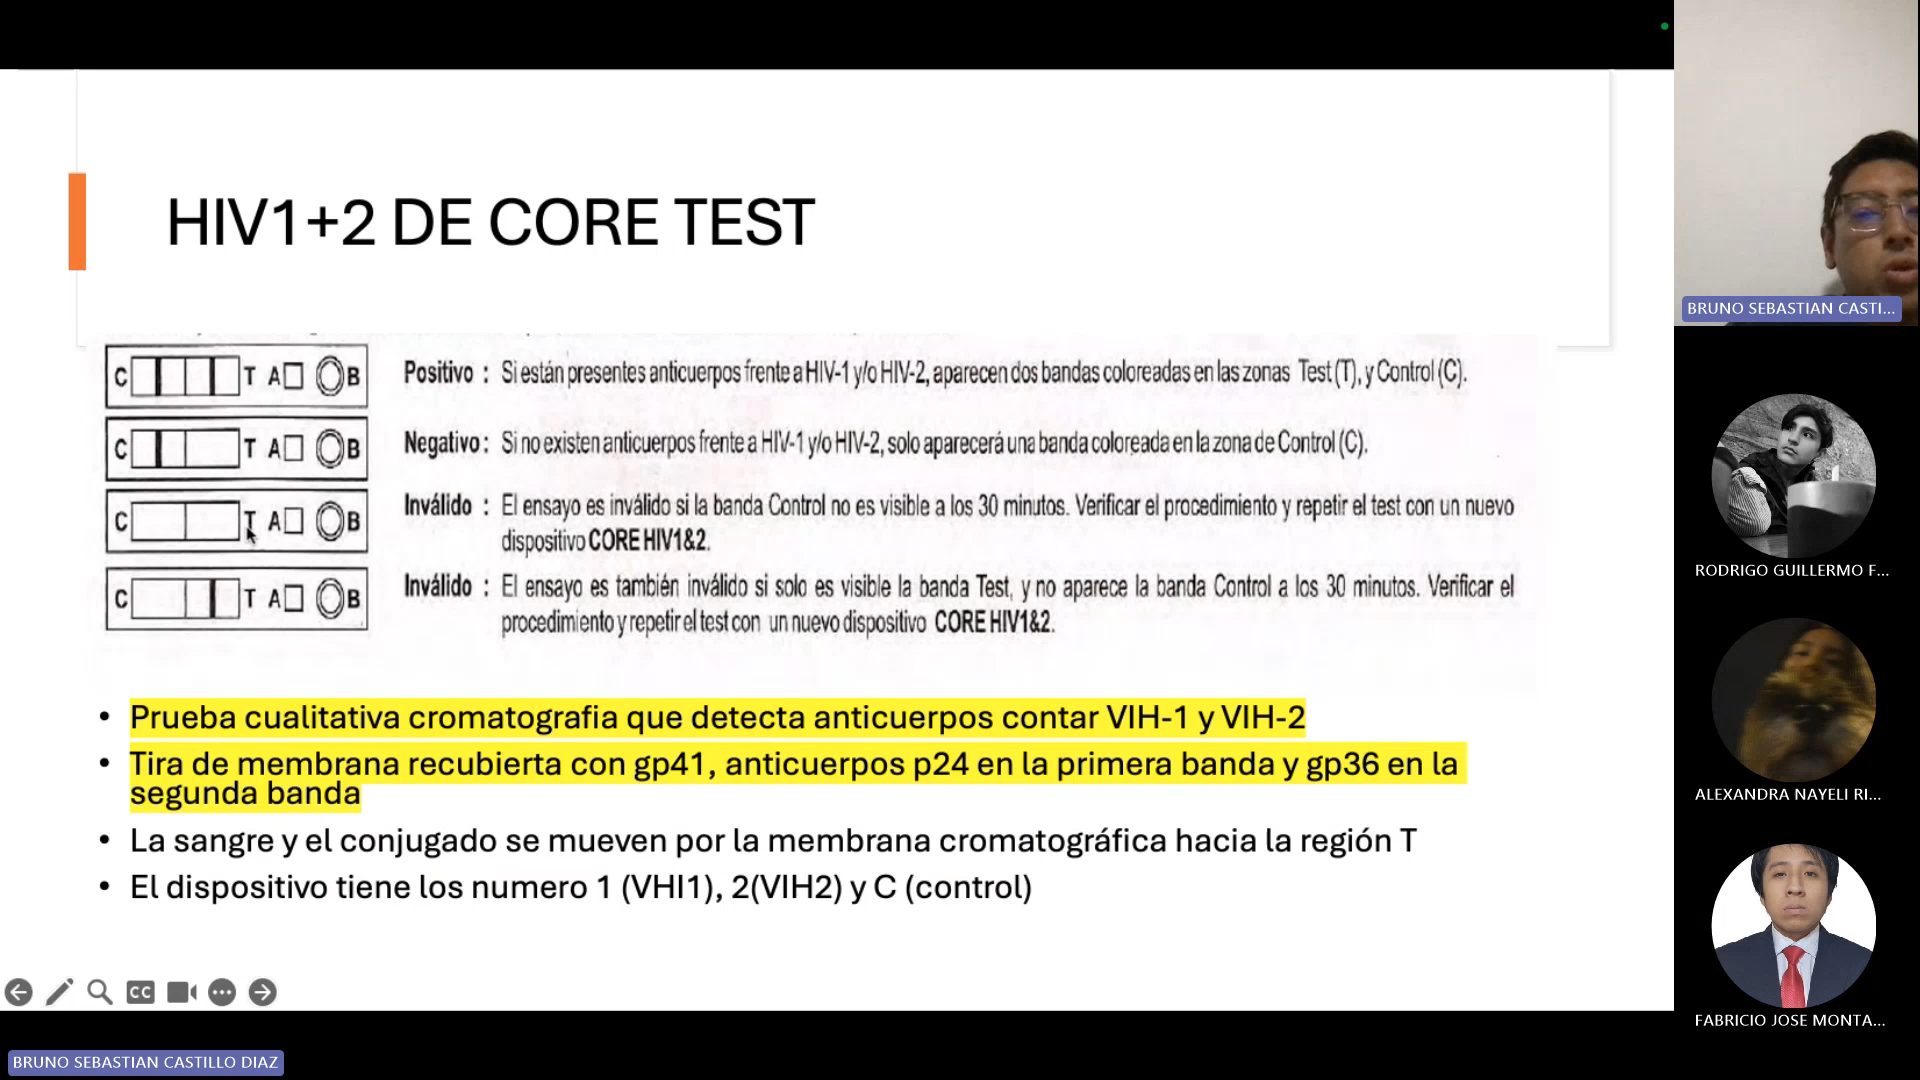 HIV1+2 DE CORE TEST
C T A B Positivo : Si están presentes anticuerpos frente a HIV-1 y/o HIV-2, aparecen dos bandas coloreadas en las zonas Test (T), y Control (C).
C T A B Negativo : Si no existen anticuerpos frente a HIV-1 y/o HIV-2, solo aparecerá una banda coloreada en la zona de Control (C).
C T A B Inválido : El ensayo es inválido si la banda Control no es visible a los 30 minutos. Verificar el procedimiento y repetir el test con un nuevo
dispositivo CORE HIV1&2.
C T A B Inválido : El ensayo es también inválido si solo es visible la banda Test, y no aparece la banda Control a los 30 minutos. Verificar el
procedimiento y repetir el test con un nuevo dispositivo CORE HIV1&2.
• Prueba cualitativa cromatografia que detecta anticuerpos contar VIH-1 y VIH-2
• Tira de membrana recubierta con gp41, anticuerpos p24 en la primera banda y gp36 en la
segunda banda
• La sangre y el conjugado se mueven por la membrana cromatográfica hacia la región T
• El dispositivo tiene los numero 1 (VHI1), 2(VIH2) y C (control)
CC
BRUNO SEBASTIAN CASTILLO DIAZ
BRUNO SEBASTIAN CASTI...
RODRIGO GUILLERMO F...
ALEXANDRA NAYELI RI...
FABRICIO JOSE MONTA...